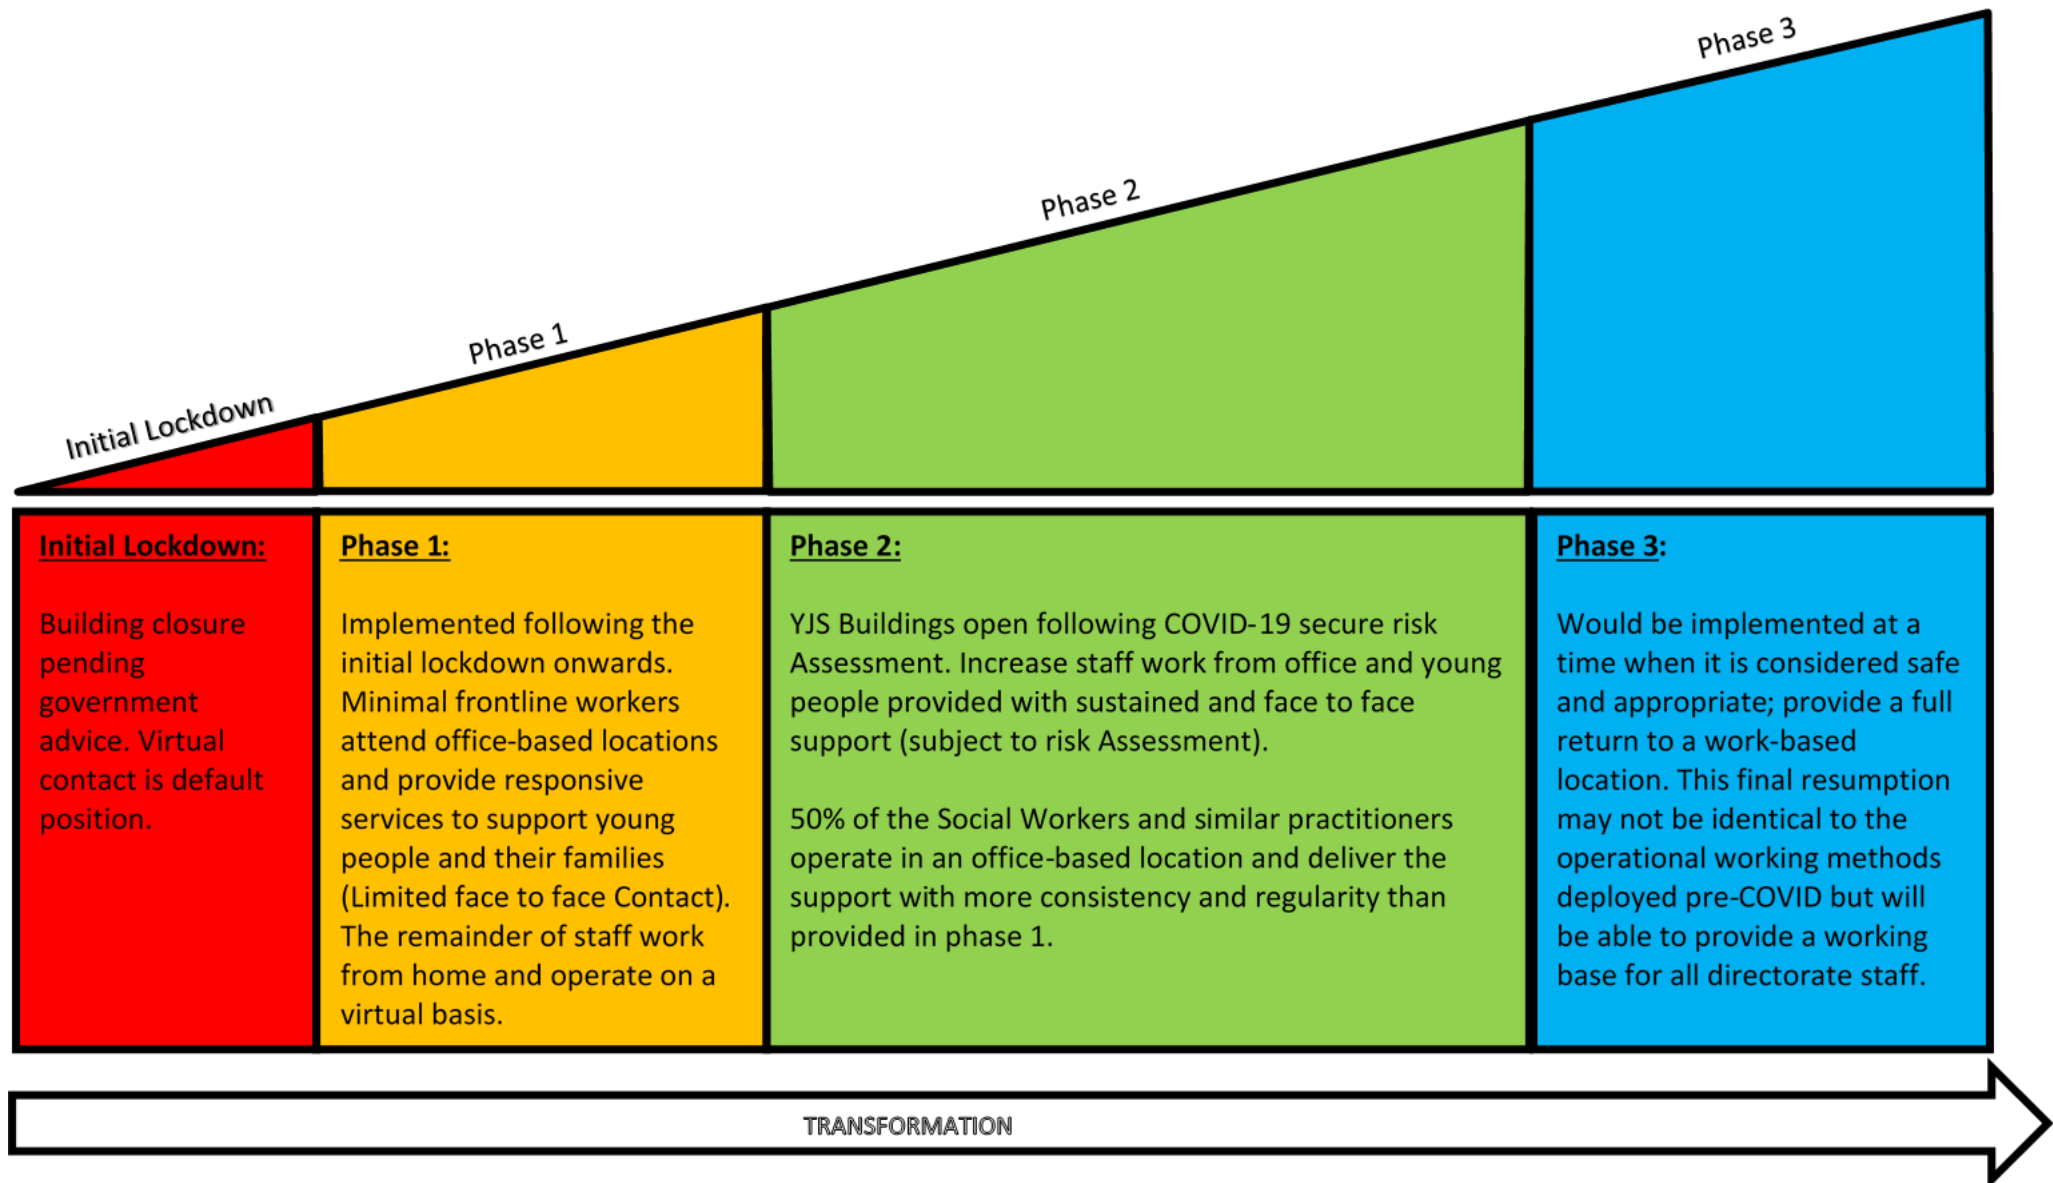 Initial Lockdown
Phase 1
Phase 2
Phase 3
Initial Lockdown:
Building closure
pending
government
advice. Virtual
contact is default
position.
Phase 1:
Implemented following the
initial lockdown onwards.
Minimal frontline workers
attend office-based locations
and provide responsive
services to support young
people and their families
(Limited face to face Contact).
The remainder of staff work
from home and operate on a
virtual basis.
Phase 2:
YJS Buildings open following COVID-19 secure risk
Assessment. Increase staff work from office and young
people provided with sustained and face to face
support (subject to risk Assessment).
50% of the Social Workers and similar practitioners
operate in an office-based location and deliver the
support with more consistency and regularity than
provided in phase 1.
Phase 3:
Would be implemented at a
time when it is considered safe
and appropriate; provide a full
return to a work-based
location. This final resumption
may not be identical to the
operational working methods
deployed pre-COVID but will
be able to provide a working
base for all directorate staff.
TRANSFORMATION